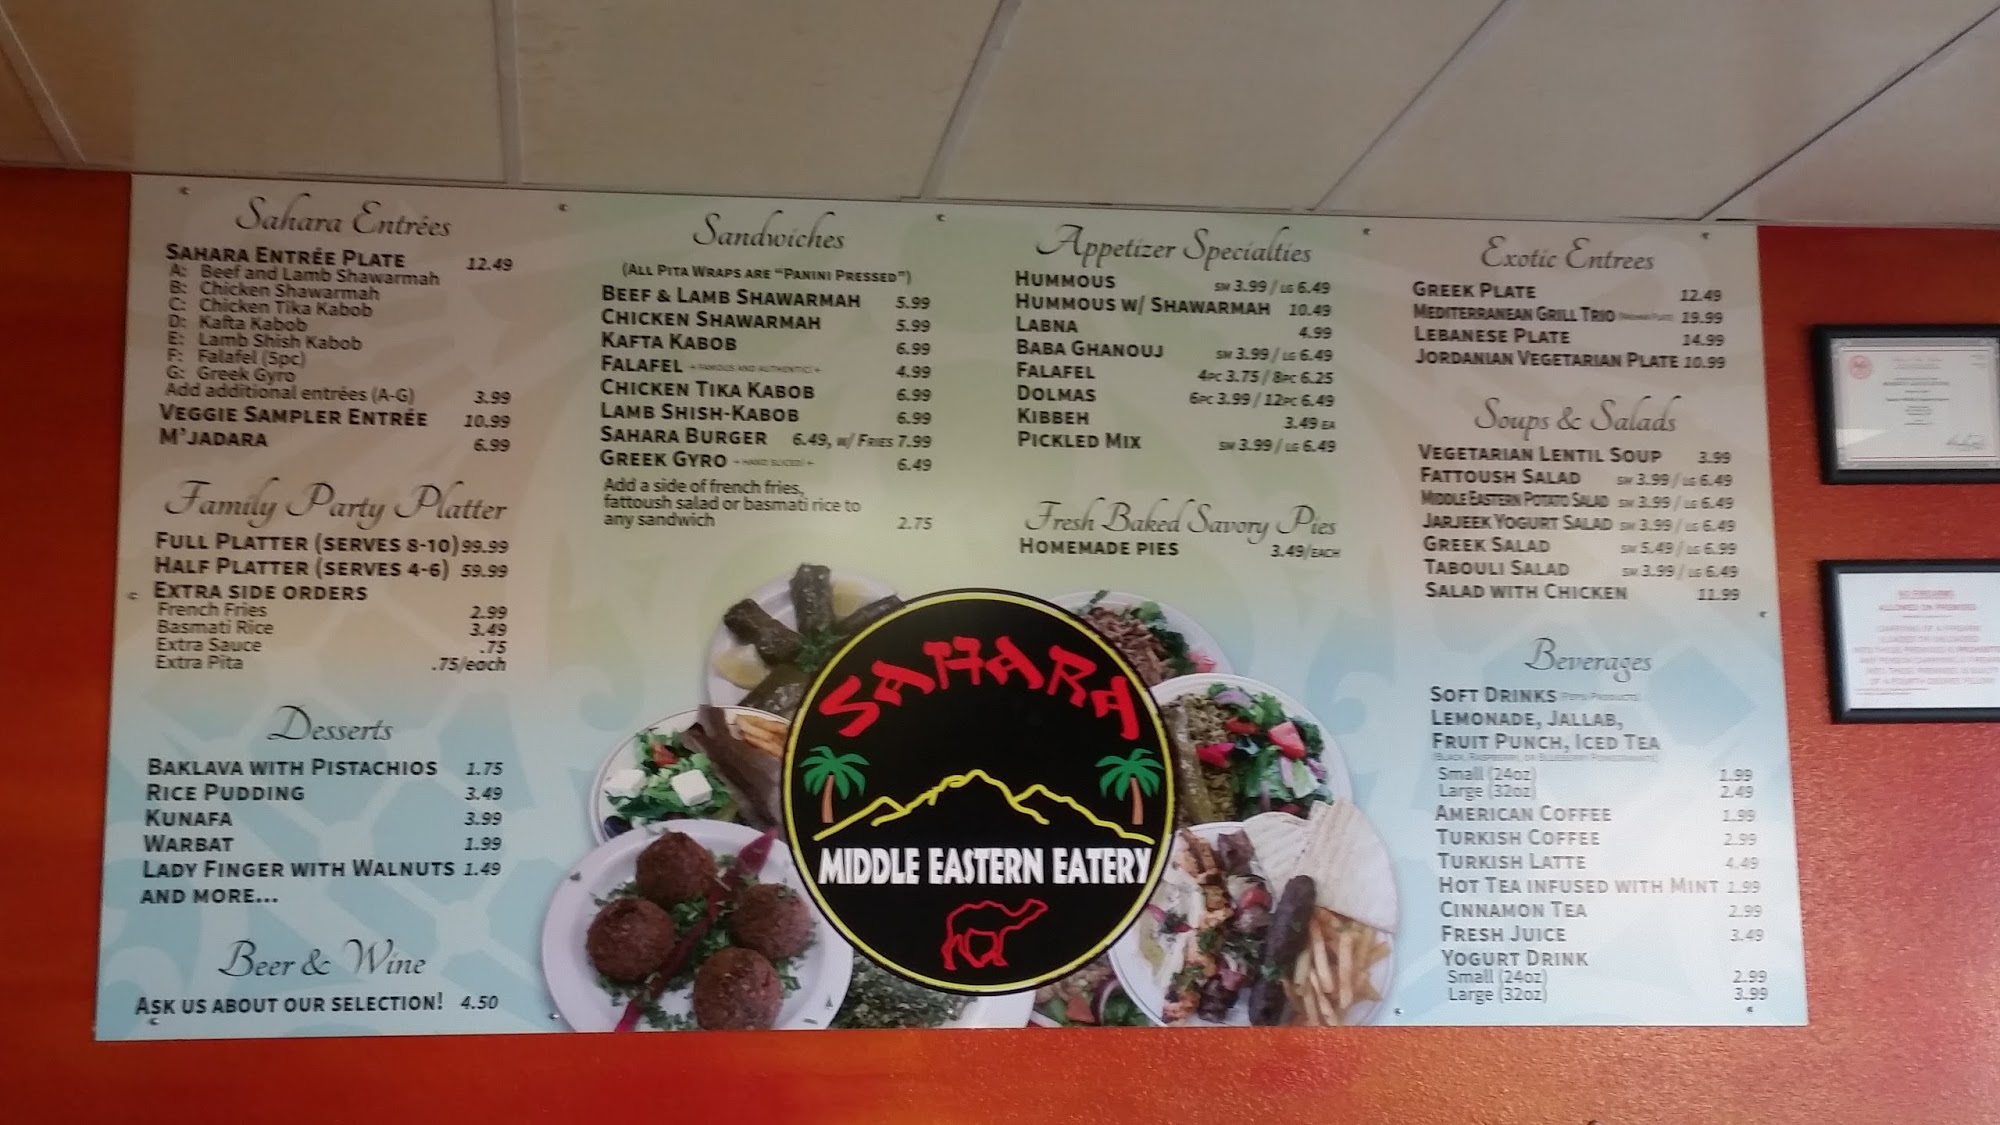 Sahara Entrées
SAHARA ENTRÉE PLATE 12.49
A: Beef and Lamb Shawarmah
B: Chicken Shawarmah
C: Chicken Tika Kabob
D: Kafta Kabob
E: Lamb Shish Kabob
F: Falafel (5pc)
G: Greek Gyro
Add additional entrées (A-G) 3.99
VEGGIE SAMPLER ENTRÉE 10.99
M'JADARA 6.99
Family Party Platter
FULL PLATTER (SERVES 8-10) 99.99
HALF PLATTER (SERVES 4-6) 59.99
EXTRA SIDE ORDERS
French Fries 2.99
Basmati Rice 3.49
Extra Sauce .75
Extra Pita .75/each
Desserts
BAKLAVA WITH PISTACHIOS 1.75
RICE PUDDING 3.49
KUNAFA 3.99
WARBAT 1.99
LADY FINGER WITH WALNUTS 1.49
AND MORE...
Beer & Wine
ASK US ABOUT OUR SELECTION! 4.50
Sandwiches
(ALL PITA WRAPS ARE "PANINI PRESSED")
BEEF & LAMB SHAWARMAH 5.99
CHICKEN SHAWARMAH 5.99
KAFTA KABOB 6.99
FALAFEL - FAMOUS AND AUTHENTIC! - 4.99
CHICKEN TIKA KABOB 6.99
LAMB SHISH-KABOB 6.99
SAHARA BURGER 6.49, W/ FRIES 7.99
GREEK GYRO - HAND SLICED! - 6.49
Add a side of french fries,
fattoush salad or basmati rice to
any sandwich 2.75
Appetizer Specialties
HUMMOUS SM 3.99 / LG 6.49
HUMMOUS W/ SHAWARMAH 10.49
LABNA 4.99
BABA GHANOUJ SM 3.99 / LG 6.49
FALAFEL 4PC 3.75 / 8PC 6.25
DOLMAS 6PC 3.99 / 12PC 6.49
KIBBEH 3.49 EA
PICKLED MIX SM 3.99 / LG 6.49
Fresh Baked Savory Pies
HOMEMADE PIES 3.49/EACH
SAHARA
MIDDLE EASTERN EATERY
Exotic Entrees
GREEK PLATE 12.49
MEDITERRANEAN GRILL TRIO 19.99
LEBANESE PLATE 14.99
JORDANIAN VEGETARIAN PLATE 10.99
Soups & Salads
VEGETARIAN LENTIL SOUP 3.99
FATTOUSH SALAD SM 3.99 / LG 6.49
MIDDLE EASTERN POTATO SALAD SM 3.99 / LG 6.49
JARJEEK YOGURT SALAD SM 3.99 / LG 6.49
GREEK SALAD SM 5.49 / LG 6.99
TABOULI SALAD SM 3.99 / LG 6.49
SALAD WITH CHICKEN 11.99
Beverages
SOFT DRINKS (PEPSI PRODUCTS)
LEMONADE, JALLAB,
FRUIT PUNCH, ICED TEA
(BLACK, RASPBERRY, OR BLUEBERRY POMEGRANATE)
Small (24oz) 1.99
Large (32oz) 2.49
AMERICAN COFFEE 1.99
TURKISH COFFEE 2.99
TURKISH LATTE 4.49
HOT TEA INFUSED WITH MINT 1.99
CINNAMON TEA 2.99
FRESH JUICE 3.49
YOGURT DRINK
Small (24oz) 2.99
Large (32oz) 3.99
NO FIREARMS
ALLOWED ON PREMISES